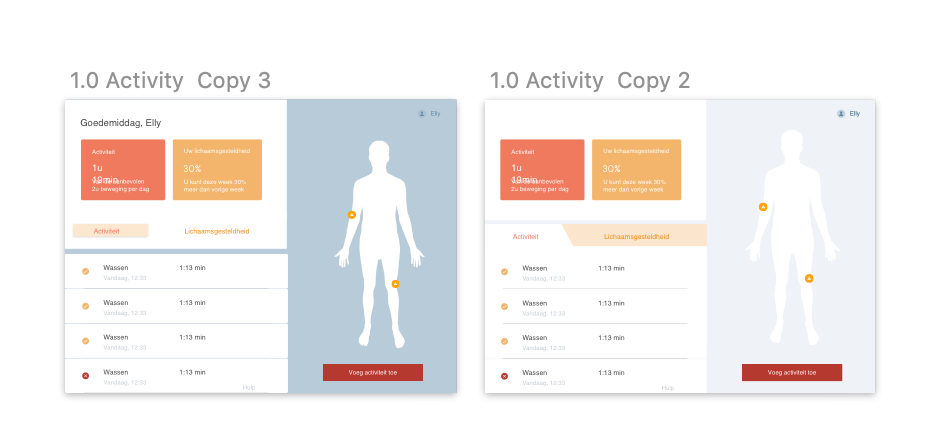 1.0 Activity Copy 3
Goedemiddag, Elly
Elly
Activiteit
1u
19min
Van de aanbevolen
2u beweging per dag
Uw lichaamsgesteldheid
30%
U kunt deze week 30%
meer dan vorige week
Activiteit
Lichaamsgesteldheid
Wassen 1:13 min
Vandaag, 12:33
Wassen 1:13 min
Vandaag, 12:33
Wassen 1:13 min
Vandaag, 12:33
Wassen 1:13 min
Vandaag, 12:33
Hulp
Voeg activiteit toe
1.0 Activity Copy 2
Elly
Activiteit
1u
19min
Van de aanbevolen
2u beweging per dag
Uw lichaamsgesteldheid
30%
U kunt deze week 30%
meer dan vorige week
Activiteit
Lichaamsgesteldheid
Wassen 1:13 min
Vandaag, 12:33
Wassen 1:13 min
Vandaag, 12:33
Wassen 1:13 min
Vandaag, 12:33
Wassen 1:13 min
Vandaag, 12:33
Hulp
Voeg activiteit toe